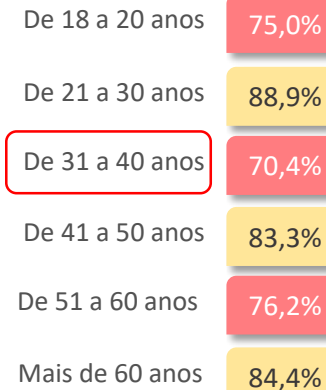 De 18 a 20 anos 75,0%
De 21 a 30 anos 88,9%
De 31 a 40 anos 70,4%
De 41 a 50 anos 83,3%
De 51 a 60 anos 76,2%
Mais de 60 anos 84,4%